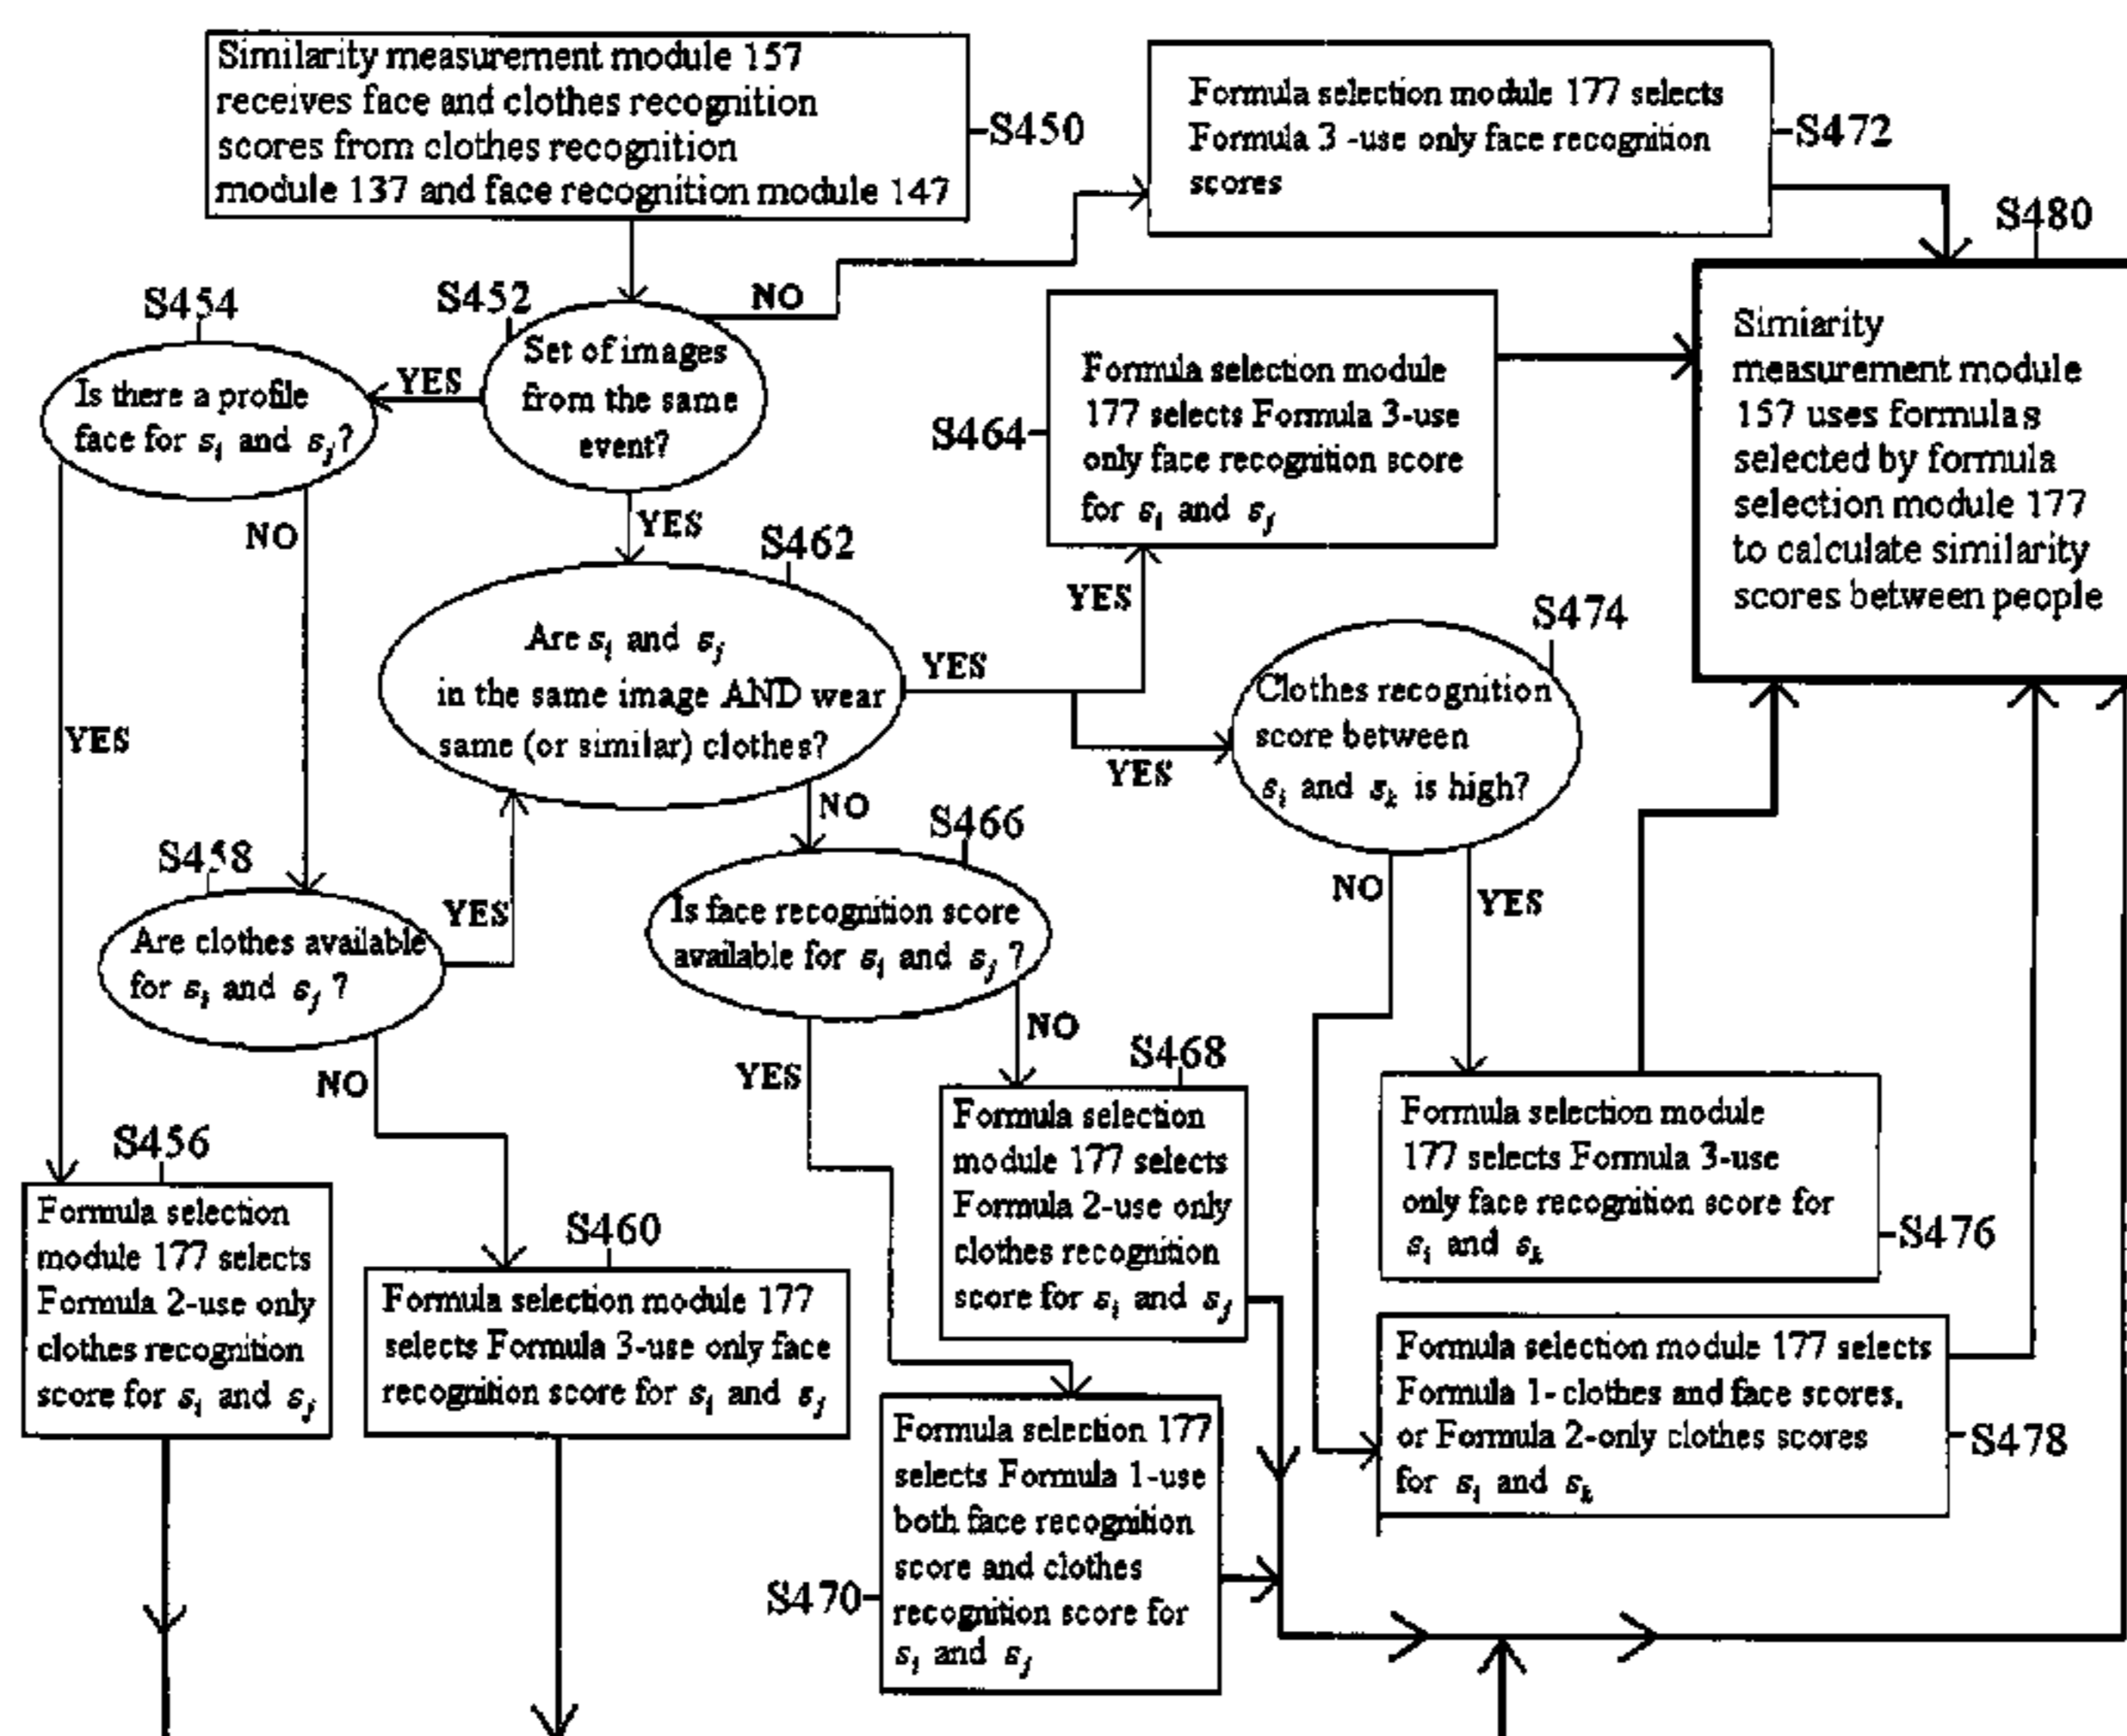 Similarity measurement module 157
receives face and clothes recognition
scores from clothes recognition
module 137 and face recognition module 147
S450
Formula selection module 177 selects
Formula 3 -use only face recognition
scores
S472
S480
Simiarity
measurement module
157 uses formulas
selected by formula
selection module 177
to calculate similarity
scores between people
S452
NO
Set of images
from the same
event?
S454
YES
Is there a profile
face for si and sj?
YES
NO
YES
S462
Are si and sj
in the same image AND wear
same (or similar) clothes?
YES
YES
YES
NO
S464
Formula selection module
177 selects Formula 3-use
only face recognition score
for si and sj
S474
Clothes recognition
score between
si and sk is high?
NO
YES
S458
Are clothes available
for si and sj ?
YES
NO
S466
Is face recognition score
available for si and sj ?
YES
NO
S456
Formula selection
module 177 selects
Formula 2-use only
clothes recognition
score for si and sj
S460
Formula selection module 177
selects Formula 3-use only face
recognition score for si and sj
S468
Formula selection
module 177 selects
Formula 2-use only
clothes recognition
score for si and sj
S470
Formula selection 177
selects Formula 1-use
both face recognition
score and clothes
recognition score for
si and sj
Formula selection module
177 selects Formula 3-use
only face recognition score for
si and sk
S476
Formula selection module 177 selects
Formula 1- clothes and face scores,
or Formula 2-only clothes scores
for si and sk
S478